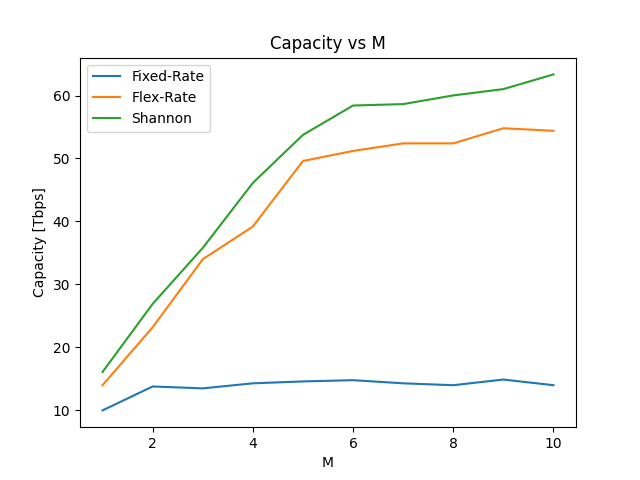 Capacity vs M
Fixed-Rate
Flex-Rate
Shannon
Capacity [Tbps]
60
50
40
30
20
10
2 4 6 8 10
M